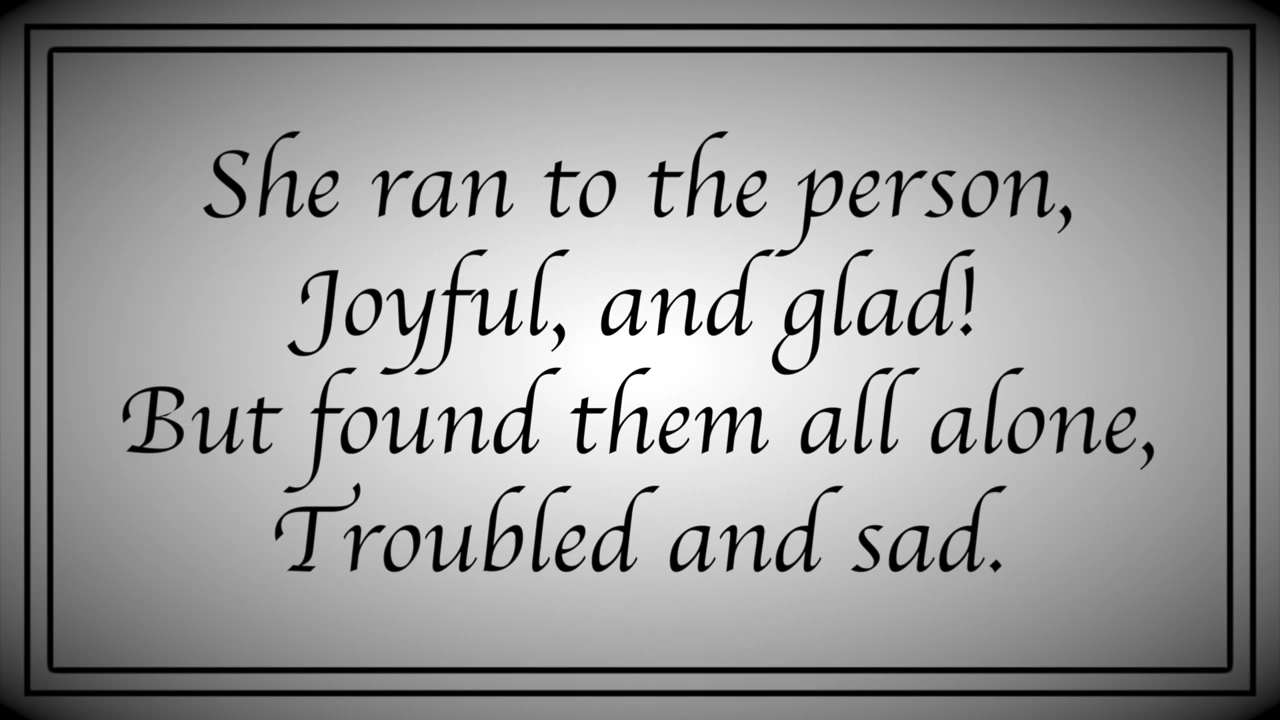 She ran to the person,
Joyful, and glad!
But found them all alone,
Troubled and sad.